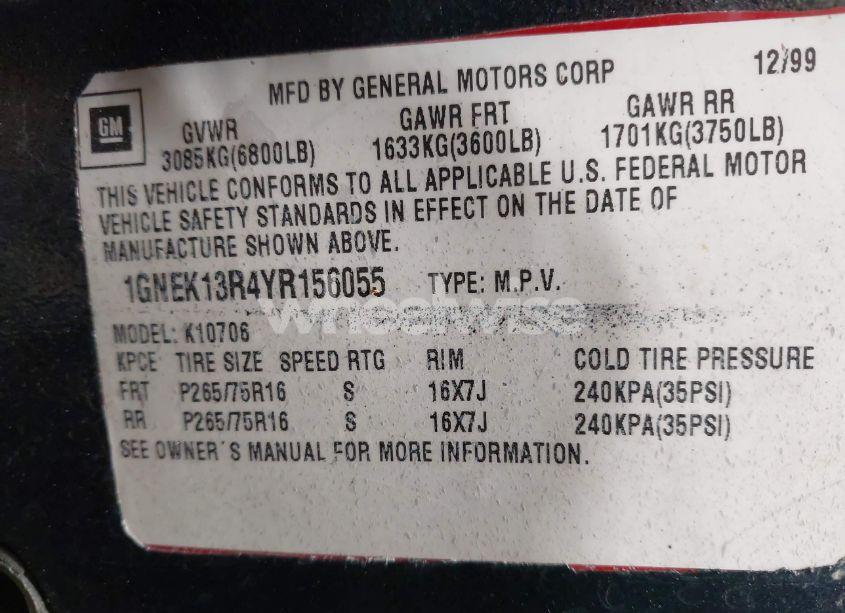 MFD BY GENERAL MOTORS CORP 12/99
GM
GVWR GAWR FRT GAWR RR
3085KG(6800LB) 1633KG(3600LB) 1701KG(3750LB)
THIS VEHICLE CONFORMS TO ALL APPLICABLE U.S. FEDERAL MOTOR
VEHICLE SAFETY STANDARDS IN EFFECT ON THE DATE OF
MANUFACTURE SHOWN ABOVE.
1GNEK13R4YR156055 TYPE: M.P.V.
wheelwise
MODEL: K10706
KPCE TIRE SIZE SPEED RTG RIM COLD TIRE PRESSURE
FRT P265/75R16 S 16X7J 240KPA(35PSI)
RR P265/75R16 S 16X7J 240KPA(35PSI)
SEE OWNER'S MANUAL FOR MORE INFORMATION.